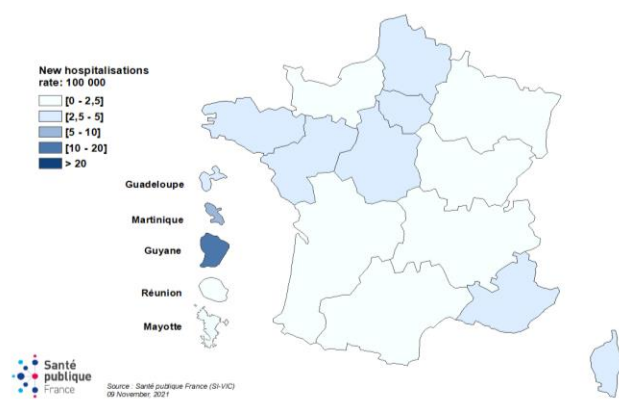 New hospitalisations
rate: 100 000
[0 - 2,5]
[2,5 - 5]
[5 - 10]
[10 - 20]
> 20
Guadeloupe
Martinique
Guyane
Réunion
Mayotte
Santé
publique
France
Source : Santé publique France (SI-VIC)
09 November, 2021